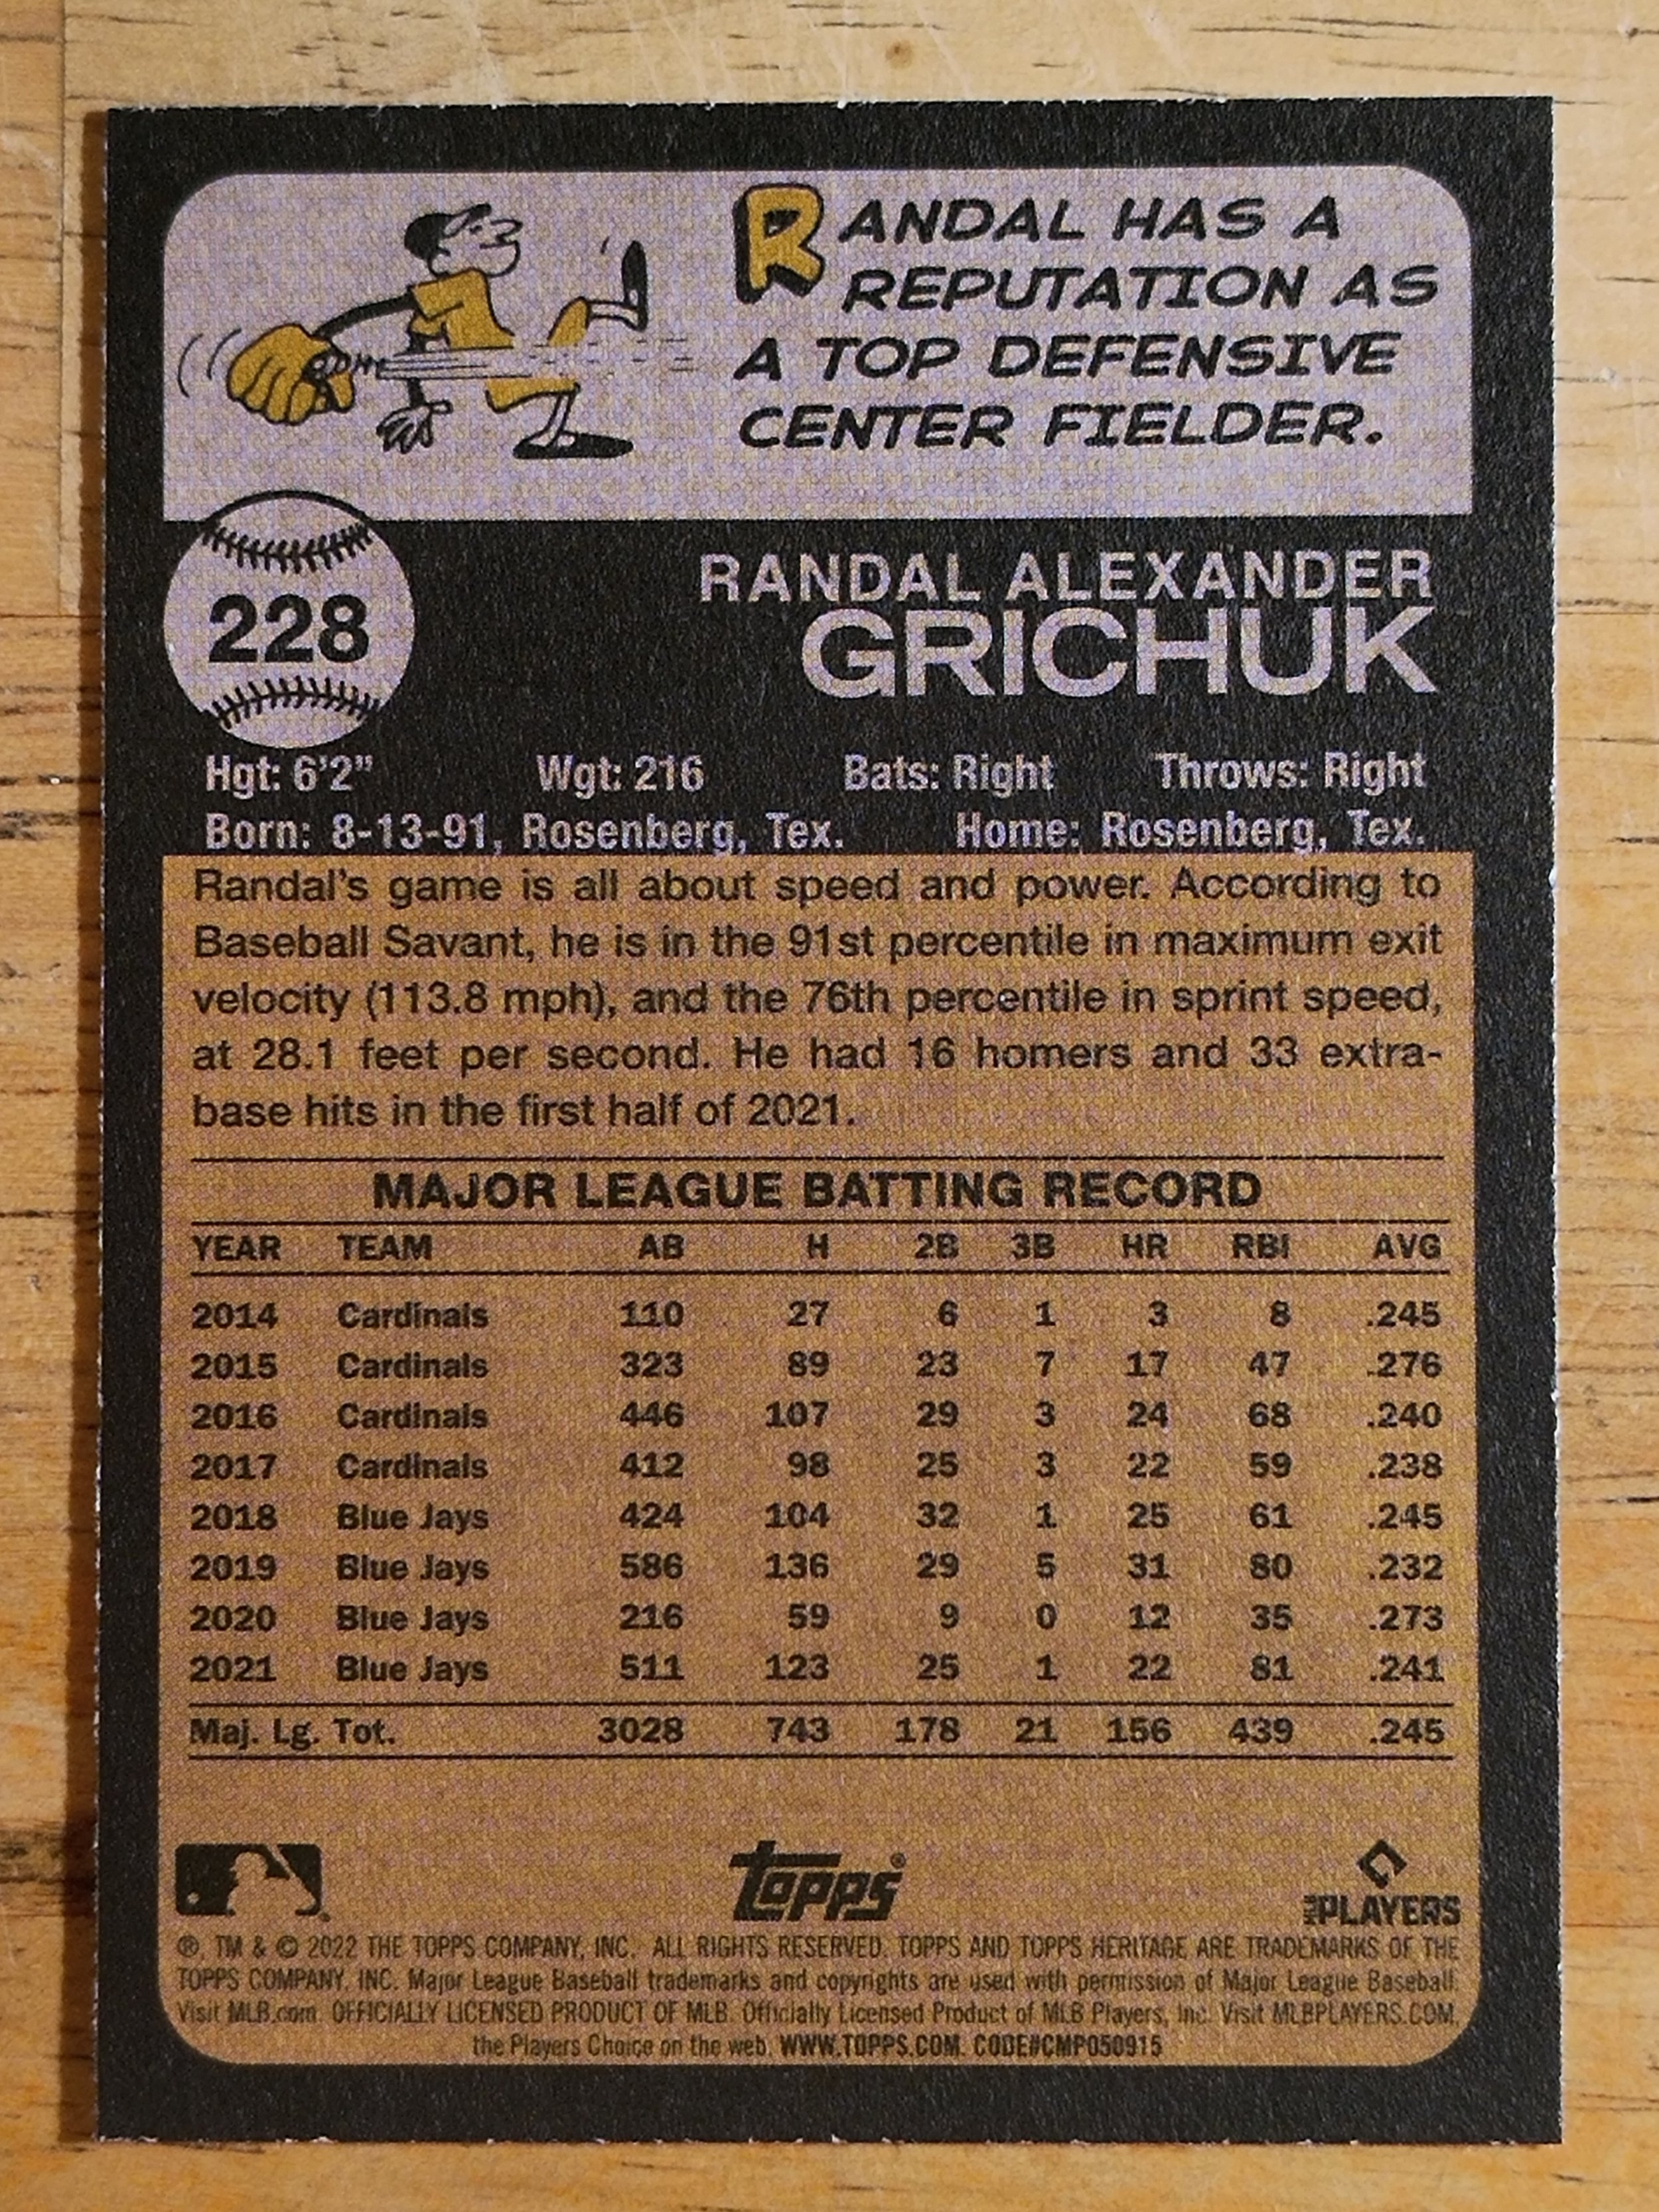 RANDAL HAS A
REPUTATION AS
A TOP DEFENSIVE
CENTER FIELDER.
228
RANDAL ALEXANDER
GRICHUK
Hgt: 6'2" Wgt: 216 Bats: Right Throws: Right
Born: 8-13-91, Rosenberg, Tex. Home: Rosenberg, Tex.
Randal's game is all about speed and power. According to
Baseball Savant, he is in the 91st percentile in maximum exit
velocity (113.8 mph), and the 76th percentile in sprint speed,
at 28.1 feet per second. He had 16 homers and 33 extra-
base hits in the first half of 2021.
MAJOR LEAGUE BATTING RECORD
YEAR TEAM AB H 2B 3B HR RBI AVG
2014 Cardinals 110 27 6 1 3 8 .245
2015 Cardinals 323 89 23 7 17 47 .276
2016 Cardinals 446 107 29 3 24 68 .240
2017 Cardinals 412 98 25 3 22 59 .238
2018 Blue Jays 424 104 32 1 25 61 .245
2019 Blue Jays 586 136 29 5 31 80 .232
2020 Blue Jays 216 59 9 0 12 35 .273
2021 Blue Jays 511 123 25 1 22 81 .241
Maj. Lg. Tot. 3028 743 178 21 156 439 .245
topps®
MLB PLAYERS
®, TM & © 2022 THE TOPPS COMPANY, INC. ALL RIGHTS RESERVED. TOPPS AND TOPPS HERITAGE ARE TRADEMARKS OF THE
TOPPS COMPANY, INC. Major League Baseball trademarks and copyrights are used with permission of Major League Baseball.
Visit MLB.com. OFFICIALLY LICENSED PRODUCT OF MLB. Officially Licensed Product of MLB Players, Inc. Visit MLBPLAYERS.COM,
the Players Choice on the web. WWW.TOPPS.COM. CODE#CMP050915